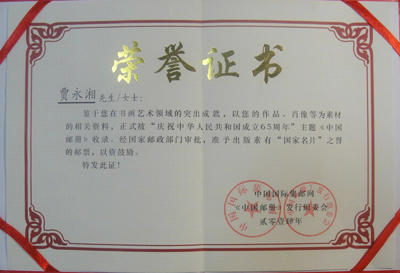 荣誉证书
贾永湘先生/女士:
鉴于您在书画艺术领域的突出成就,以您的作品、肖像等为素材
的相关资料,正式被“庆祝中华人民共和国成立65周年”主题《中国
邮册》收录、经国家邮政部门审批,准予出版素有“国家名片”之誉
的邮票,以资鼓励。
特发此证!
中国国际集邮网
《中国邮册》发行组委会
贰零壹肆年